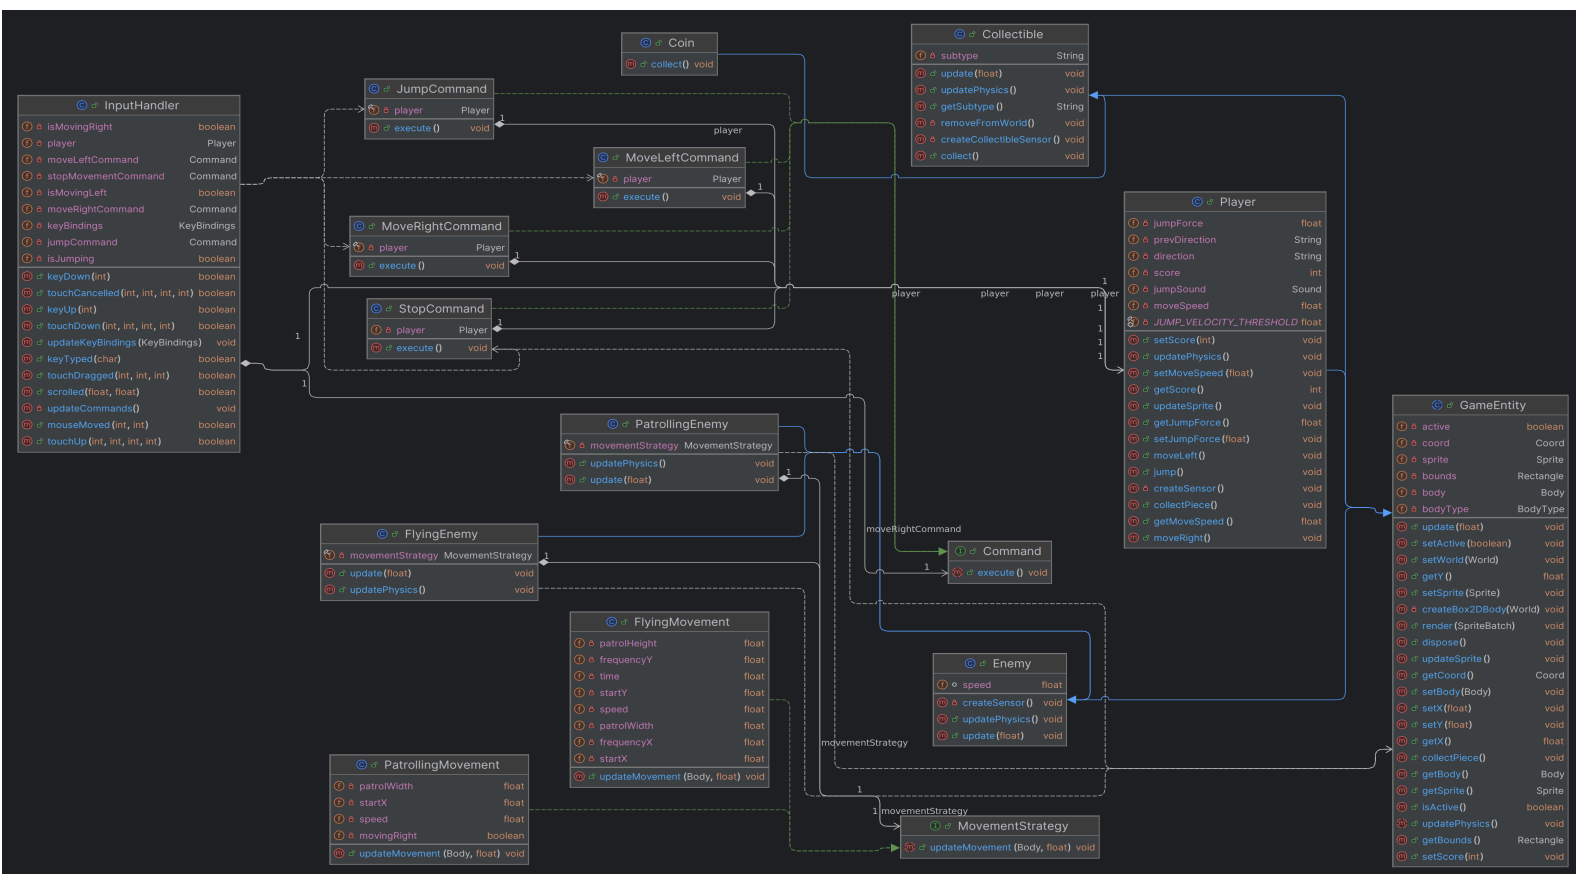 InputHandler
isMovingRight boolean
player Player
moveLeftCommand Command
stopMovementCommand Command
isMovingLeft boolean
moveRightCommand Command
keyBindings KeyBindings
jumpCommand Command
isJumping boolean
keyDown(int) boolean
touchCancelled(int, int, int, int) boolean
keyUp(int) boolean
touchDown(int, int, int, int) boolean
updateKeyBindings(KeyBindings) void
keyTyped(char) boolean
touchDragged(int, int, int) boolean
scrolled(float, float) boolean
updateCommands() void
mouseMoved(int, int) boolean
touchUp(int, int, int, int) boolean
1
1
JumpCommand
player Player
execute() void
1
Coin
collect() void
player
MoveLeftCommand
player Player
execute() void
1
MoveRightCommand
player Player
execute() void
1
StopCommand
player Player
execute() void
1
Collectible
subtype String
update(float) void
updatePhysics() void
getSubtype() String
removeFromWorld() void
createCollectibleSensor() void
collect() void
player
player
player
player
1
1
1
1
Player
jumpForce float
prevDirection String
direction String
score int
jumpSound Sound
moveSpeed float
JUMP_VELOCITY_THRESHOLD float
setScore(int) void
updatePhysics() void
setMoveSpeed(float) void
getScore() int
updateSprite() void
getJumpForce() float
setJumpForce(float) void
moveLeft() void
jump() void
createSensor() void
collectPiece() void
getMoveSpeed() float
moveRight() void
PatrollingEnemy
movementStrategy MovementStrategy
updatePhysics() void
update(float) void
1
FlyingEnemy
movementStrategy MovementStrategy
update(float) void
updatePhysics() void
1
moveRightCommand
Command
execute() void
1
FlyingMovement
patrolHeight float
frequencyY float
time float
startY float
speed float
patrolWidth float
frequencyX float
startX float
updateMovement(Body, float) void
Enemy
speed float
createSensor() void
updatePhysics() void
update(float) void
movementStrategy
PatrollingMovement
patrolWidth float
startX float
speed float
movingRight boolean
updateMovement(Body, float) void
1
1
movementStrategy
MovementStrategy
updateMovement(Body, float) void
GameEntity
active boolean
coord Coord
sprite Sprite
bounds Rectangle
body Body
bodyType BodyType
update(float) void
setActive(boolean) void
setWorld(World) void
getY() float
setSprite(Sprite) void
createBox2DBody(World) void
render(SpriteBatch) void
dispose() void
updateSprite() void
getCoord() Coord
setBody(Body) void
setX(float) void
setY(float) void
getX() float
collectPiece() void
getBody() Body
getSprite() Sprite
isActive() boolean
updatePhysics() void
getBounds() Rectangle
setScore(int) void